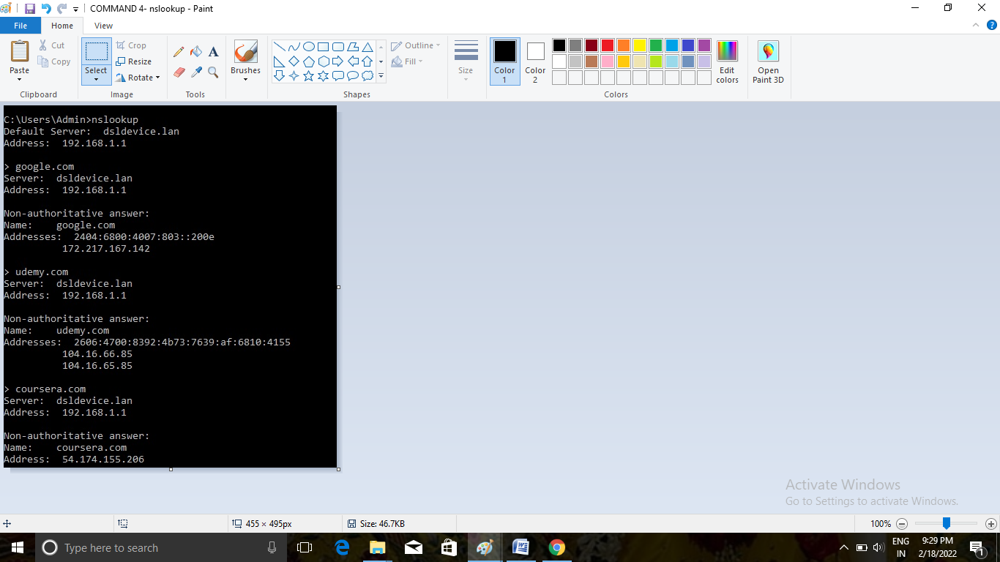 COMMAND 4- nslookup - Paint
File Home View
Paste
Cut
Copy
Clipboard
Select
Crop
Resize
Rotate
Image
Tools
Brushes
Shapes
Outline
Fill
Size
Color 1
Color 2
Colors
Edit colors
Open Paint 3D
C:\Users\Admin>nslookup
Default Server:  dsldevice.lan
Address:  192.168.1.1
> google.com
Server:  dsldevice.lan
Address:  192.168.1.1
Non-authoritative answer:
Name:    google.com
Addresses:  2404:6800:4007:803::200e
172.217.167.142
> udemy.com
Server:  dsldevice.lan
Address:  192.168.1.1
Non-authoritative answer:
Name:    udemy.com
Addresses:  2606:4700:8392:4b73:7639:af:6810:4155
104.16.66.85
104.16.65.85
> coursera.com
Server:  dsldevice.lan
Address:  192.168.1.1
Non-authoritative answer:
Name:    coursera.com
Address:  54.174.155.206
Activate Windows
Go to Settings to activate Windows.
455 × 495px
Size: 46.7KB
100%
Type here to search
ENG
IN
9:29 PM
2/18/2022
1